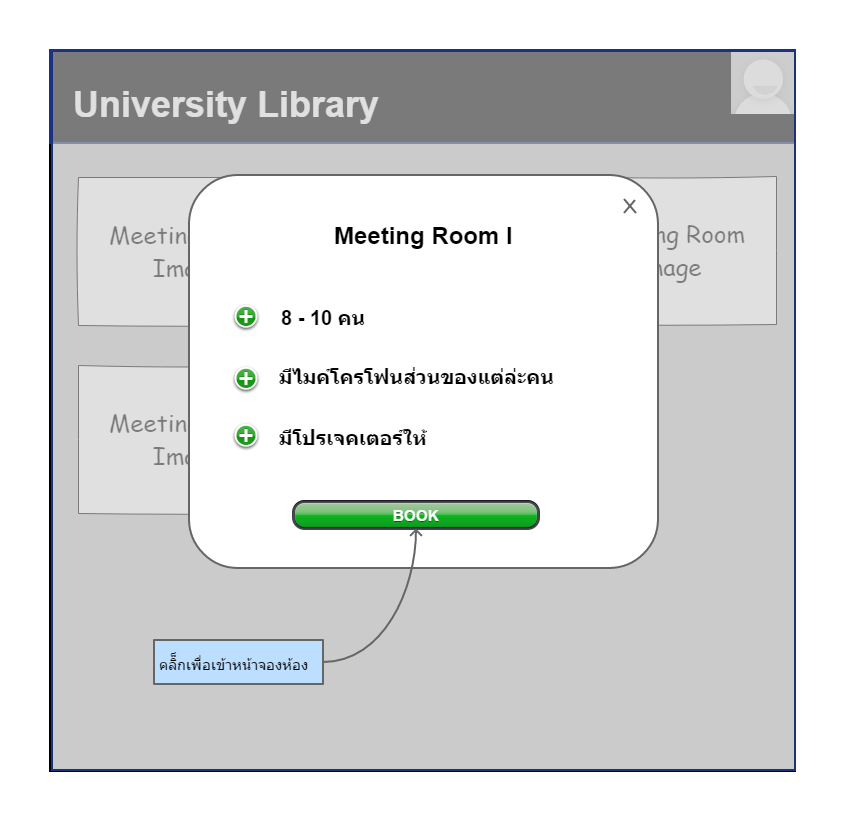 University Library
X
Meeting Room I
Meetin
Im
ng Room
age
8 - 10 คน
มีไมค์โครโฟนส่วนของแต่ล่ะคน
Meetin
Im
มีโปรเจคเตอร์ให้
BOOK
คลิ็กเพื่อเข้าหน้าจองห้อง